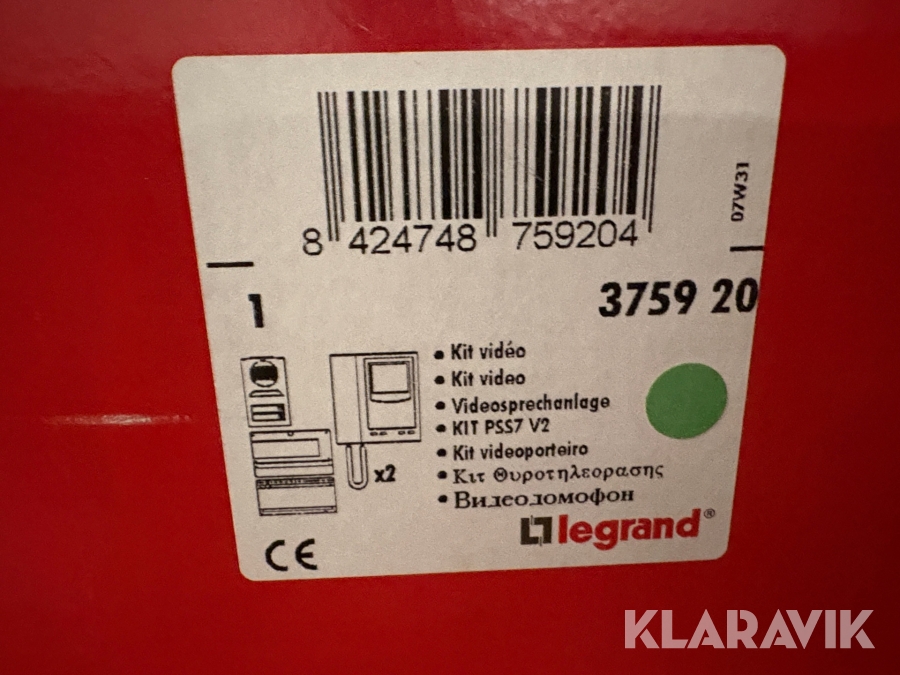 07W31
8 424748 759204
1
3759 20
• Kit vidéo
• Kit video
• Videosprechanlage
• KIT PSS7 V2
• Kit videoporteiro
• Κιτ Θυροτηλεορασης
• Видеодомофон
x2
legrand®
CE
KLARAVIK